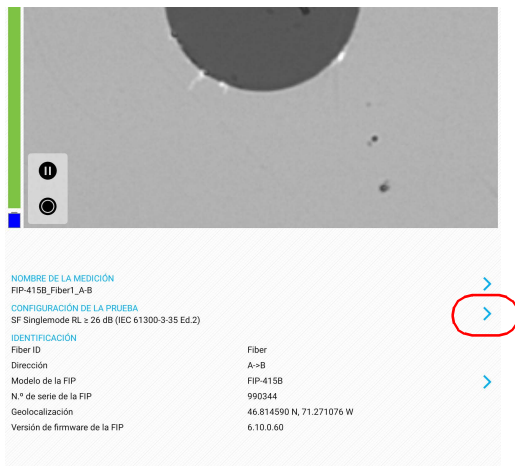 NOMBRE DE LA MEDICIÓN
FIP-415B_Fiber1_A-B
CONFIGURACIÓN DE LA PRUEBA
SF Singlemode RL ≥ 26 dB (IEC 61300-3-35 Ed.2)
IDENTIFICACIÓN
Fiber ID Fiber
Dirección A->B
Modelo de la FIP FIP-415B
N.º de serie de la FIP 990344
Geolocalización 46.814590 N, 71.271076 W
Versión de firmware de la FIP 6.10.0.60